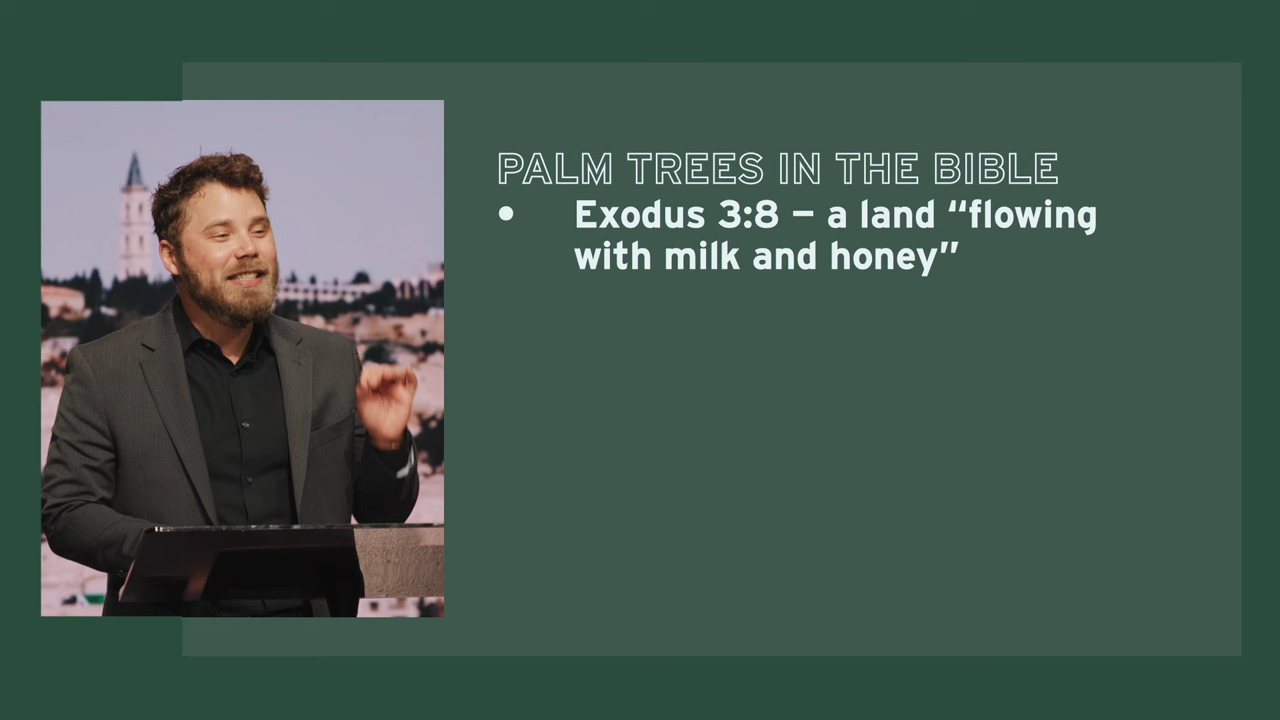 PALM TREES IN THE BIBLE
• Exodus 3:8 – a land “flowing
with milk and honey”